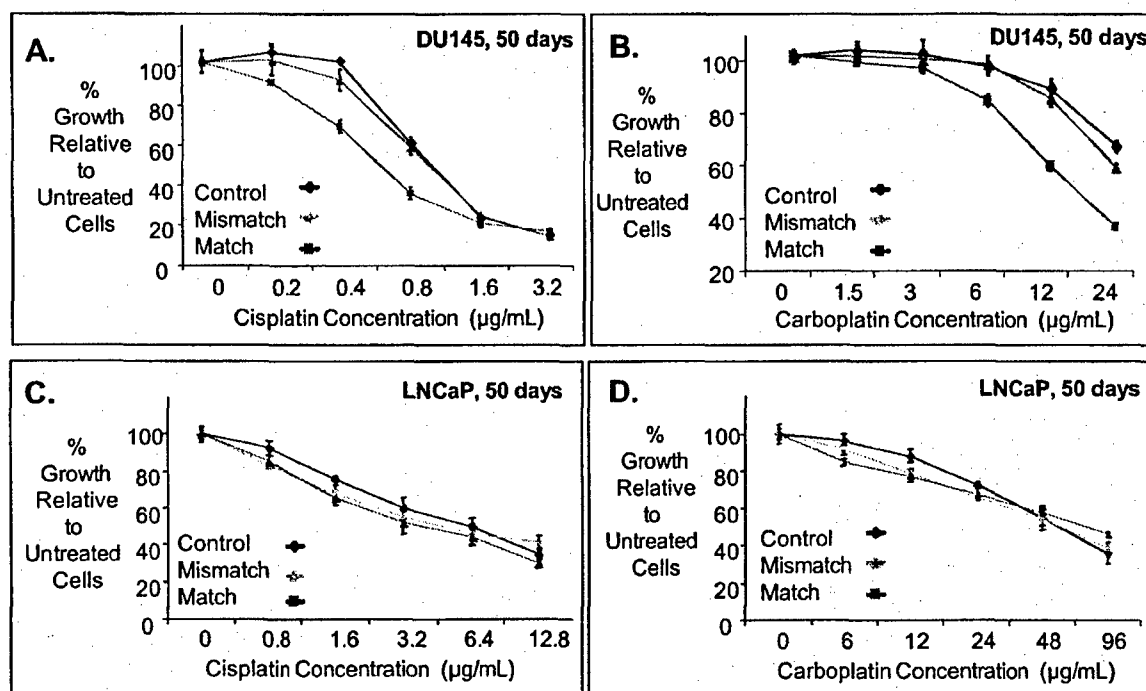 A.
DU145, 50 days
%
Growth
Relative
to
Untreated
Cells
100
80
60
40
20
0
Control
Mismatch
Match
0 0.2 0.4 0.8 1.6 3.2
Cisplatin Concentration (µg/mL)
B.
DU145, 50 days
%
Growth
Relative
to
Untreated
Cells
100
80
60
40
20
Control
Mismatch
Match
0 1.5 3 6 12 24
Carboplatin Concentration (µg/mL)
C.
LNCaP, 50 days
%
Growth
Relative
to
Untreated
Cells
100
80
60
40
20
0
Control
Mismatch
Match
0 0.8 1.6 3.2 6.4 12.8
Cisplatin Concentration (µg/mL)
D.
LNCaP, 50 days
%
Growth
Relative
to
Untreated
Cells
100
80
60
40
20
0
Control
Mismatch
Match
0 6 12 24 48 96
Carboplatin Concentration (µg/mL)